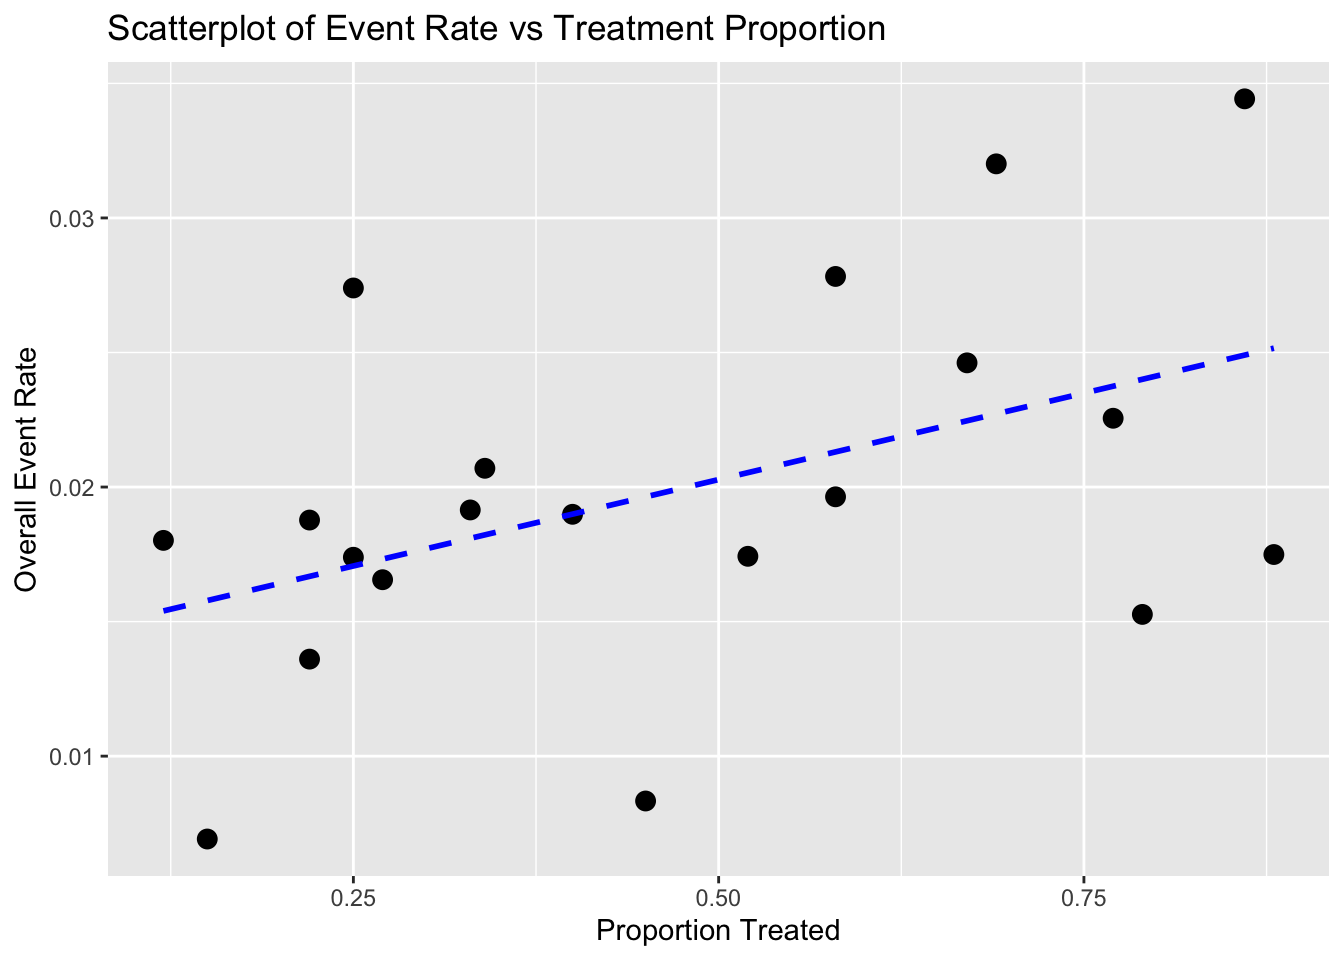 Scatterplot of Event Rate vs Treatment Proportion
Overall Event Rate
0.03
0.02
0.01
0.25
0.50
0.75
Proportion Treated